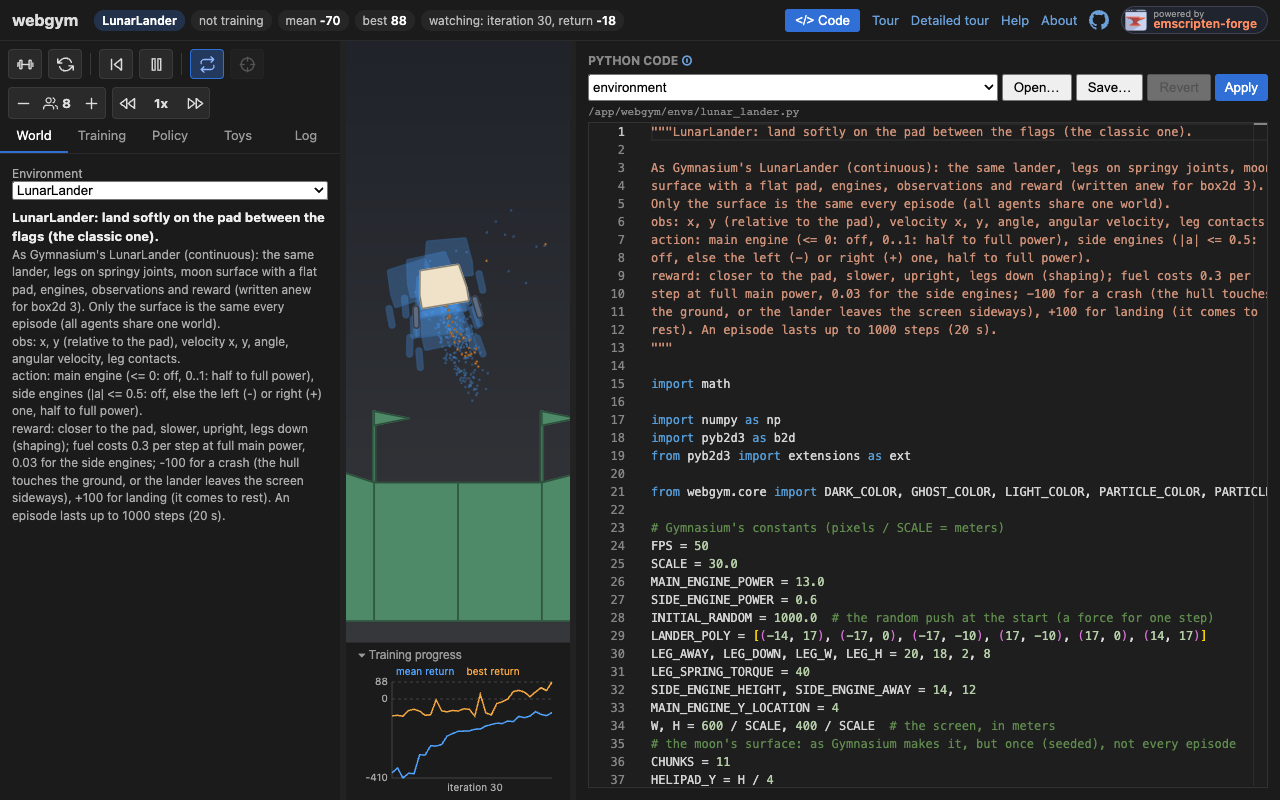 webgym
LunarLander
not training
mean -70
best 88
watching: iteration 30, return -18
</> Code
Tour
Detailed tour
Help
About
powered by
emscripten-forge
8
1x
World
Training
Policy
Toys
Log
Environment
LunarLander
LunarLander: land softly on the pad between the
flags (the classic one).
As Gymnasium's LunarLander (continuous): the same
lander, legs on springy joints, moon surface with a flat
pad, engines, observations and reward (written anew
for box2d 3). Only the surface is the same every
episode (all agents share one world).
obs: x, y (relative to the pad), velocity x, y, angle,
angular velocity, leg contacts.
action: main engine (<= 0: off, 0..1: half to full power),
side engines (|a| <= 0.5: off, else the left (-) or right (+)
one, half to full power).
reward: closer to the pad, slower, upright, legs down
(shaping); fuel costs 0.3 per step at full main power,
0.03 for the side engines; -100 for a crash (the hull
touches the ground, or the lander leaves the screen
sideways), +100 for landing (it comes to rest). An
episode lasts up to 1000 steps (20 s).
Training progress
mean return
best return
88
0
-410
iteration 30
PYTHON CODE
environment
Open...
Save...
Revert
Apply
/app/webgym/envs/lunar_lander.py
1 """LunarLander: land softly on the pad between the flags (the classic one).
2
3 As Gymnasium's LunarLander (continuous): the same lander, legs on springy joints, moon
4 surface with a flat pad, engines, observations and reward (written anew for box2d 3).
5 Only the surface is the same every episode (all agents share one world).
6 obs: x, y (relative to the pad), velocity x, y, angle, angular velocity, leg contacts
7 action: main engine (<= 0: off, 0..1: half to full power), side engines (|a| <= 0.5:
8 off, else the left (-) or right (+) one, half to full power).
9 reward: closer to the pad, slower, upright, legs down (shaping); fuel costs 0.3 per
10 step at full main power, 0.03 for the side engines; -100 for a crash (the hull touches
11 the ground, or the lander leaves the screen sideways), +100 for landing (it comes to
12 rest). An episode lasts up to 1000 steps (20 s).
13 """
14
15 import math
16
17 import numpy as np
18 import pyb2d3 as b2d
19 from pyb2d3 import extensions as ext
20
21 from webgym.core import DARK_COLOR, GHOST_COLOR, LIGHT_COLOR, PARTICLE_COLOR, PARTICL
22
23 # Gymnasium's constants (pixels / SCALE = meters)
24 FPS = 50
25 SCALE = 30.0
26 MAIN_ENGINE_POWER = 13.0
27 SIDE_ENGINE_POWER = 0.6
28 INITIAL_RANDOM = 1000.0 # the random push at the start (a force for one step)
29 LANDER_POLY = [(-14, 17), (-17, 0), (-17, -10), (17, -10), (17, 0), (14, 17)]
30 LEG_AWAY, LEG_DOWN, LEG_W, LEG_H = 20, 18, 2, 8
31 LEG_SPRING_TORQUE = 40
32 SIDE_ENGINE_HEIGHT, SIDE_ENGINE_AWAY = 14, 12
33 MAIN_ENGINE_Y_LOCATION = 4
34 W, H = 600 / SCALE, 400 / SCALE # the screen, in meters
35 # the moon's surface: as Gymnasium makes it, but once (seeded), not every episode
36 CHUNKS = 11
37 HELIPAD_Y = H / 4